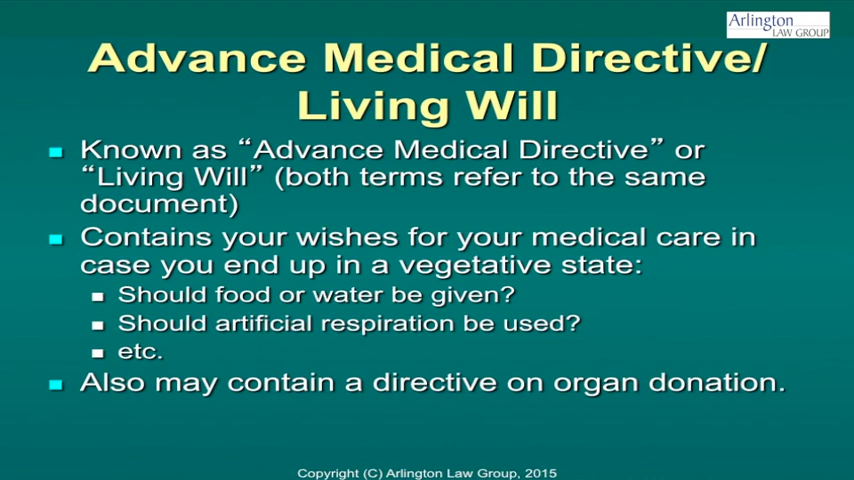 Arlington
LAW GROUP
Advance Medical Directive/
Living Will
Known as “Advance Medical Directive” or
“Living Will” (both terms refer to the same
document)
Contains your wishes for your medical care in
case you end up in a vegetative state:
Should food or water be given?
Should artificial respiration be used?
etc.
Also may contain a directive on organ donation.
Copyright (C) Arlington Law Group, 2015